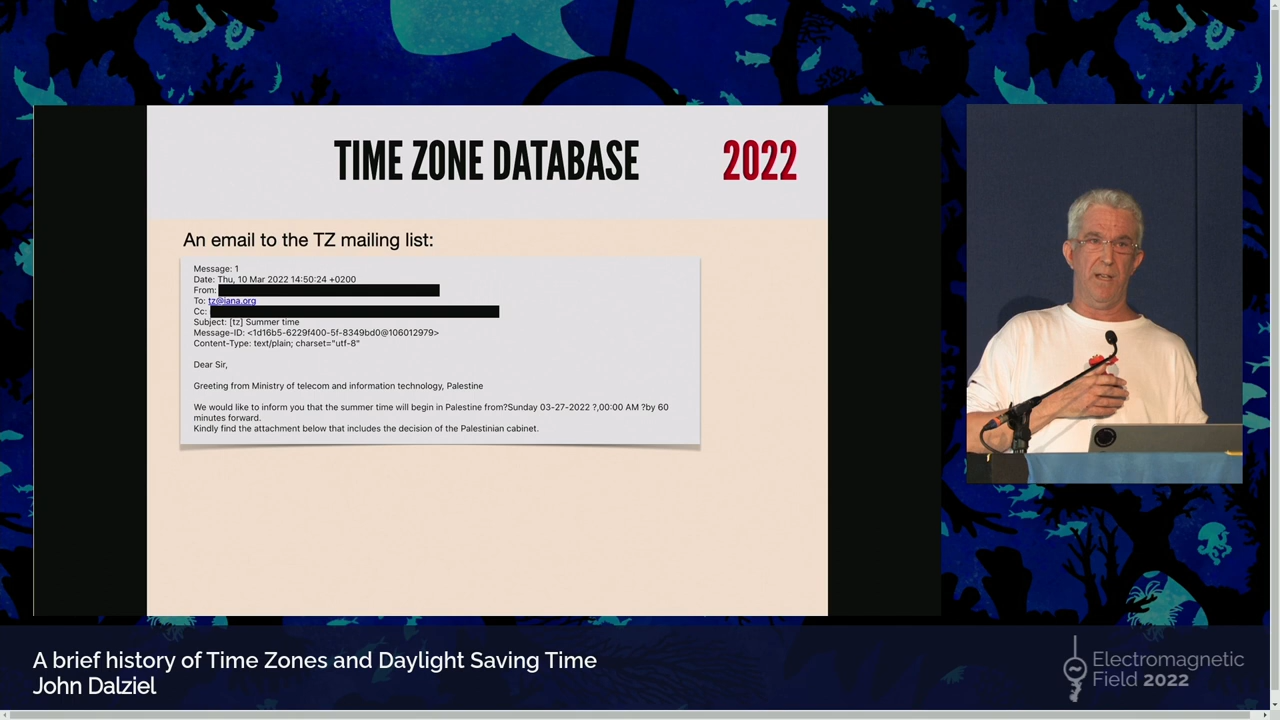 TIME ZONE DATABASE 2022
An email to the TZ mailing list:
Message: 1
Date: Thu, 10 Mar 2022 14:50:24 +0200
From:
To: tz@iana.org
Cc:
Subject: [tz] Summer time
Message-ID: <1d16b5-6229f400-5f-8349bd0@106012979>
Content-Type: text/plain; charset="utf-8"
Dear Sir,
Greeting from Ministry of telecom and information technology, Palestine
We would like to inform you that the summer time will begin in Palestine from?Sunday 03-27-2022 ?,00:00 AM ?by 60
minutes forward.
Kindly find the attachment below that includes the decision of the Palestinian cabinet.
A brief history of Time Zones and Daylight Saving Time
John Dalziel
Electromagnetic
Field 2022